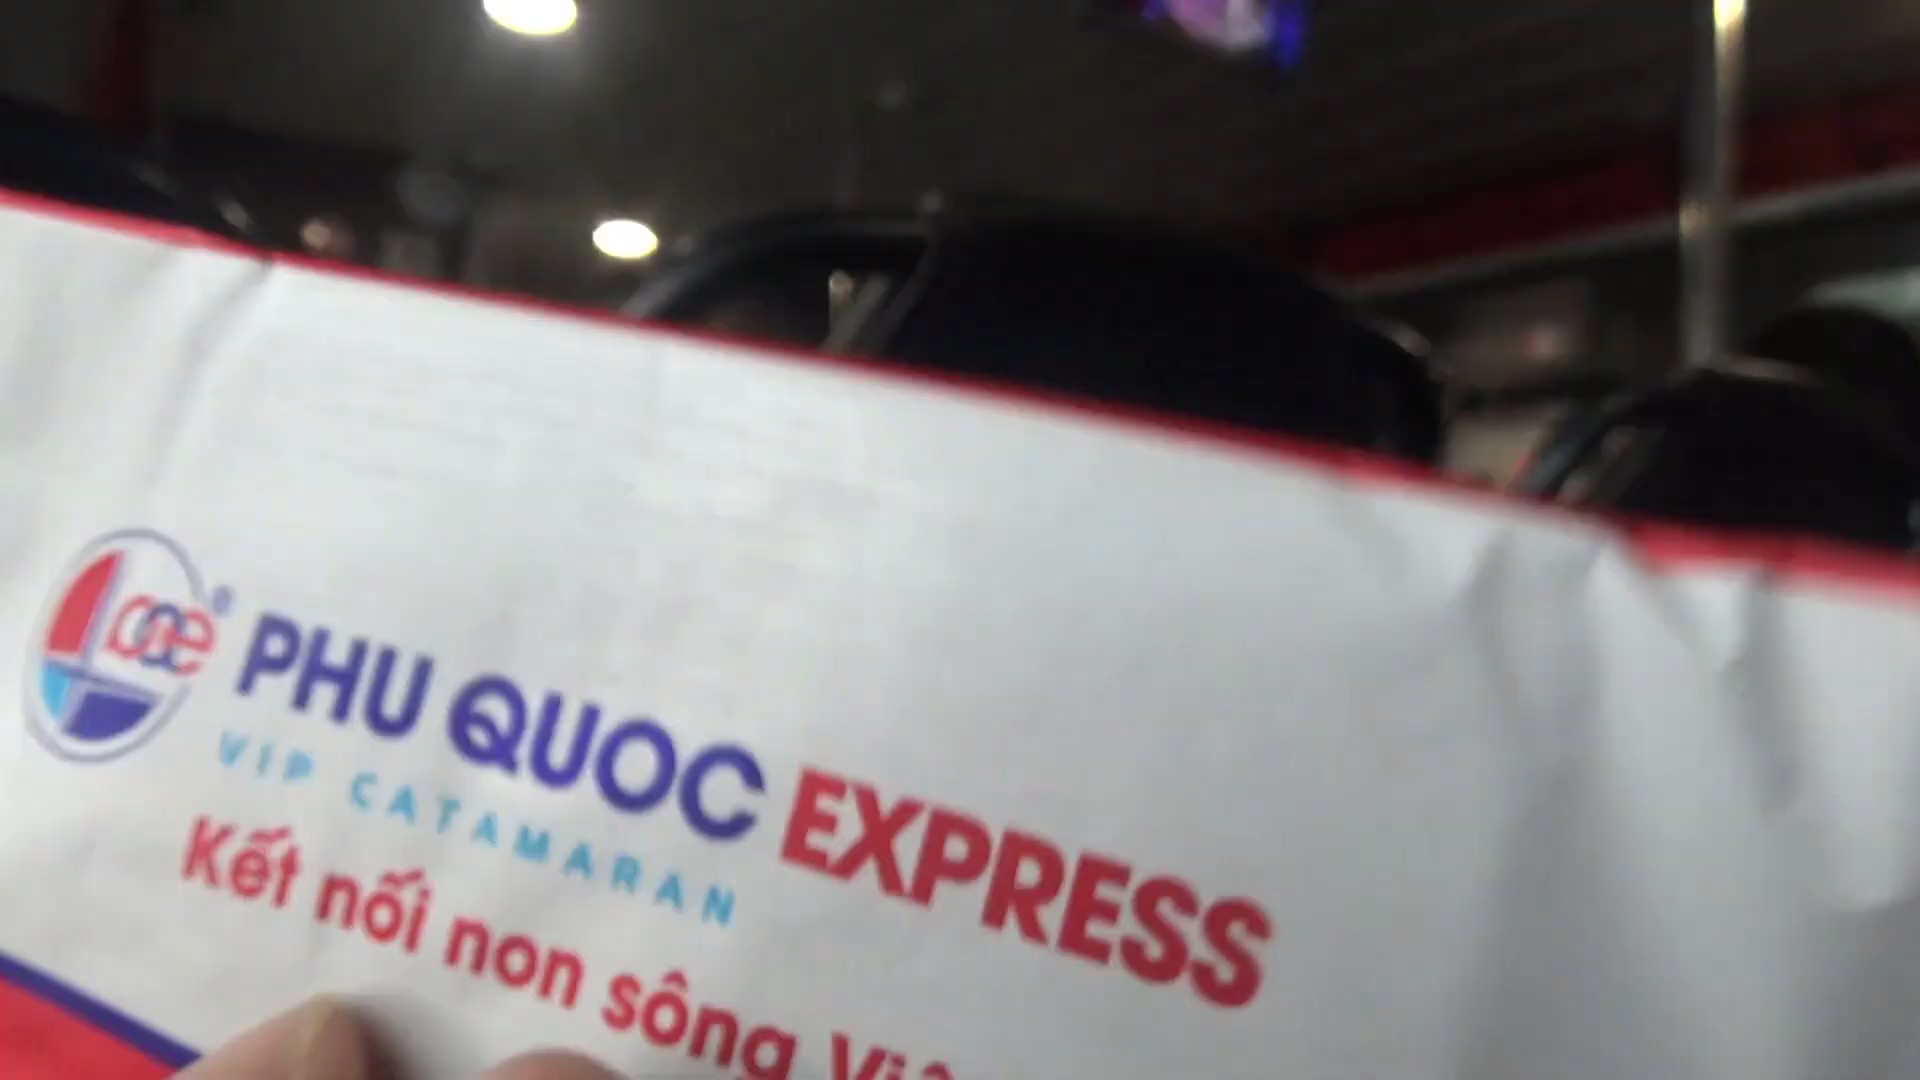 PHU QUOC EXPRESS
VIP CATAMARAN
Kết nối non sông